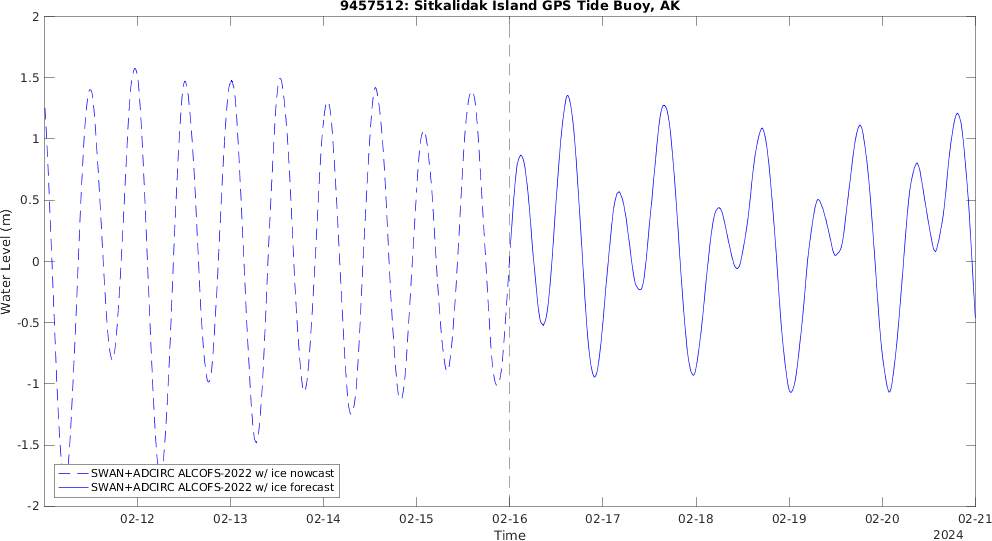 9457512: Sitkalidak Island GPS Tide Buoy, AK
2
1.5
1
0.5
0
-0.5
-1
-1.5
-2
Water Level (m)
SWAN+ADCIRC ALCOFS-2022 w/ ice nowcast
SWAN+ADCIRC ALCOFS-2022 w/ ice forecast
02-12 02-13 02-14 02-15 02-16 02-17 02-18 02-19 02-20 02-21
Time
2024